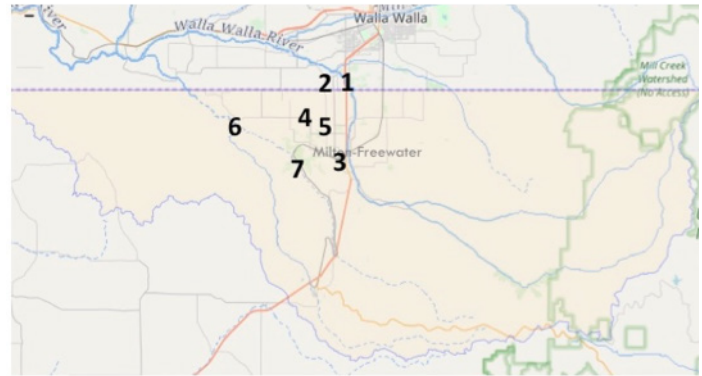 Walla Walla
Walla Walla River
Mill Creek
Watershed
(No Access)
2 1
4
6 5
Milton-Freewater
3
7